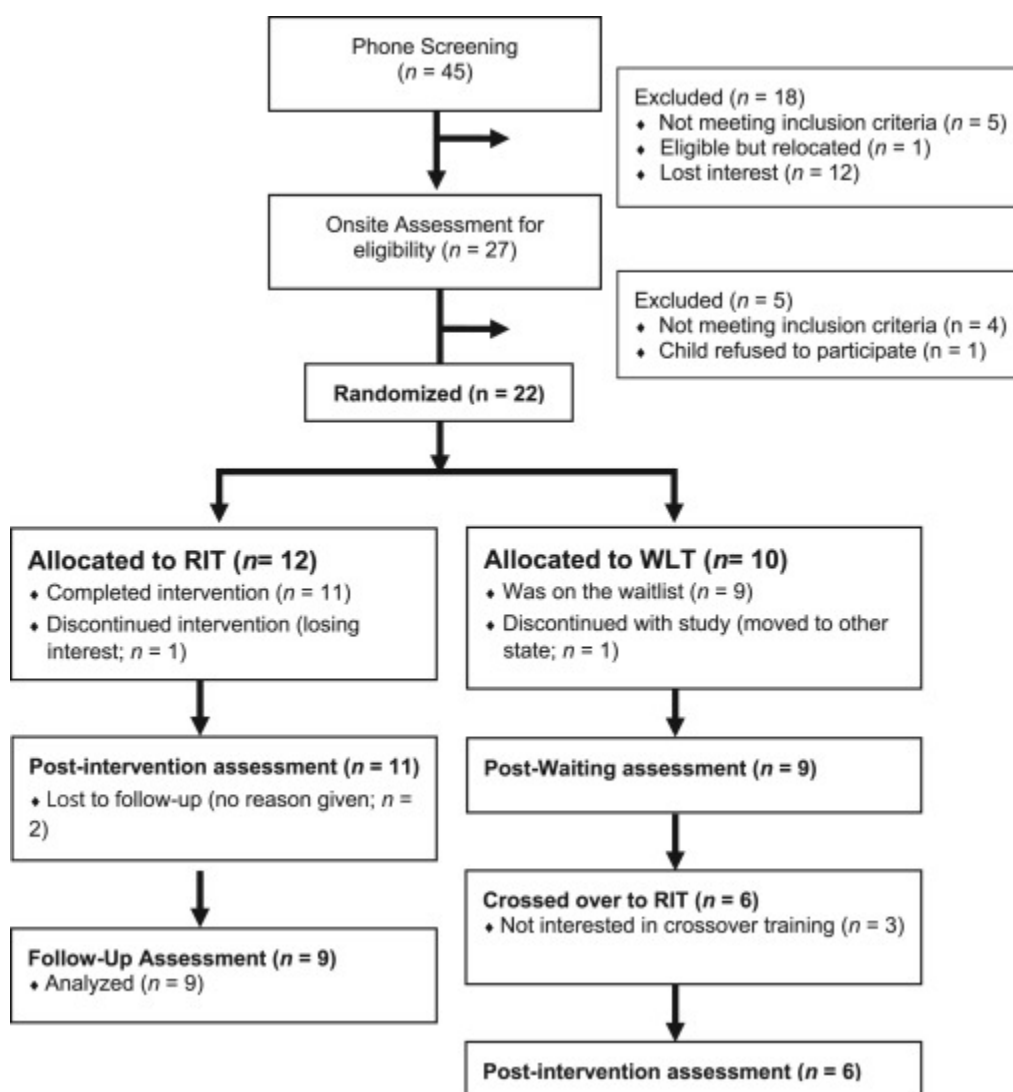 Phone Screening
(n = 45)
Excluded (n = 18)
♦ Not meeting inclusion criteria (n = 5)
♦ Eligible but relocated (n = 1)
♦ Lost interest (n = 12)
Onsite Assessment for
eligibility (n = 27)
Excluded (n = 5)
♦ Not meeting inclusion criteria (n = 4)
♦ Child refused to participate (n = 1)
Randomized (n = 22)
Allocated to RIT (n= 12)
♦ Completed intervention (n = 11)
♦ Discontinued intervention (losing
interest; n = 1)
Allocated to WLT (n= 10)
♦ Was on the waitlist (n = 9)
♦ Discontinued with study (moved to other
state; n = 1)
Post-intervention assessment (n = 11)
♦ Lost to follow-up (no reason given; n =
2)
Post-Waiting assessment (n = 9)
Crossed over to RIT (n = 6)
♦ Not interested in crossover training (n = 3)
Follow-Up Assessment (n = 9)
♦ Analyzed (n = 9)
Post-intervention assessment (n = 6)